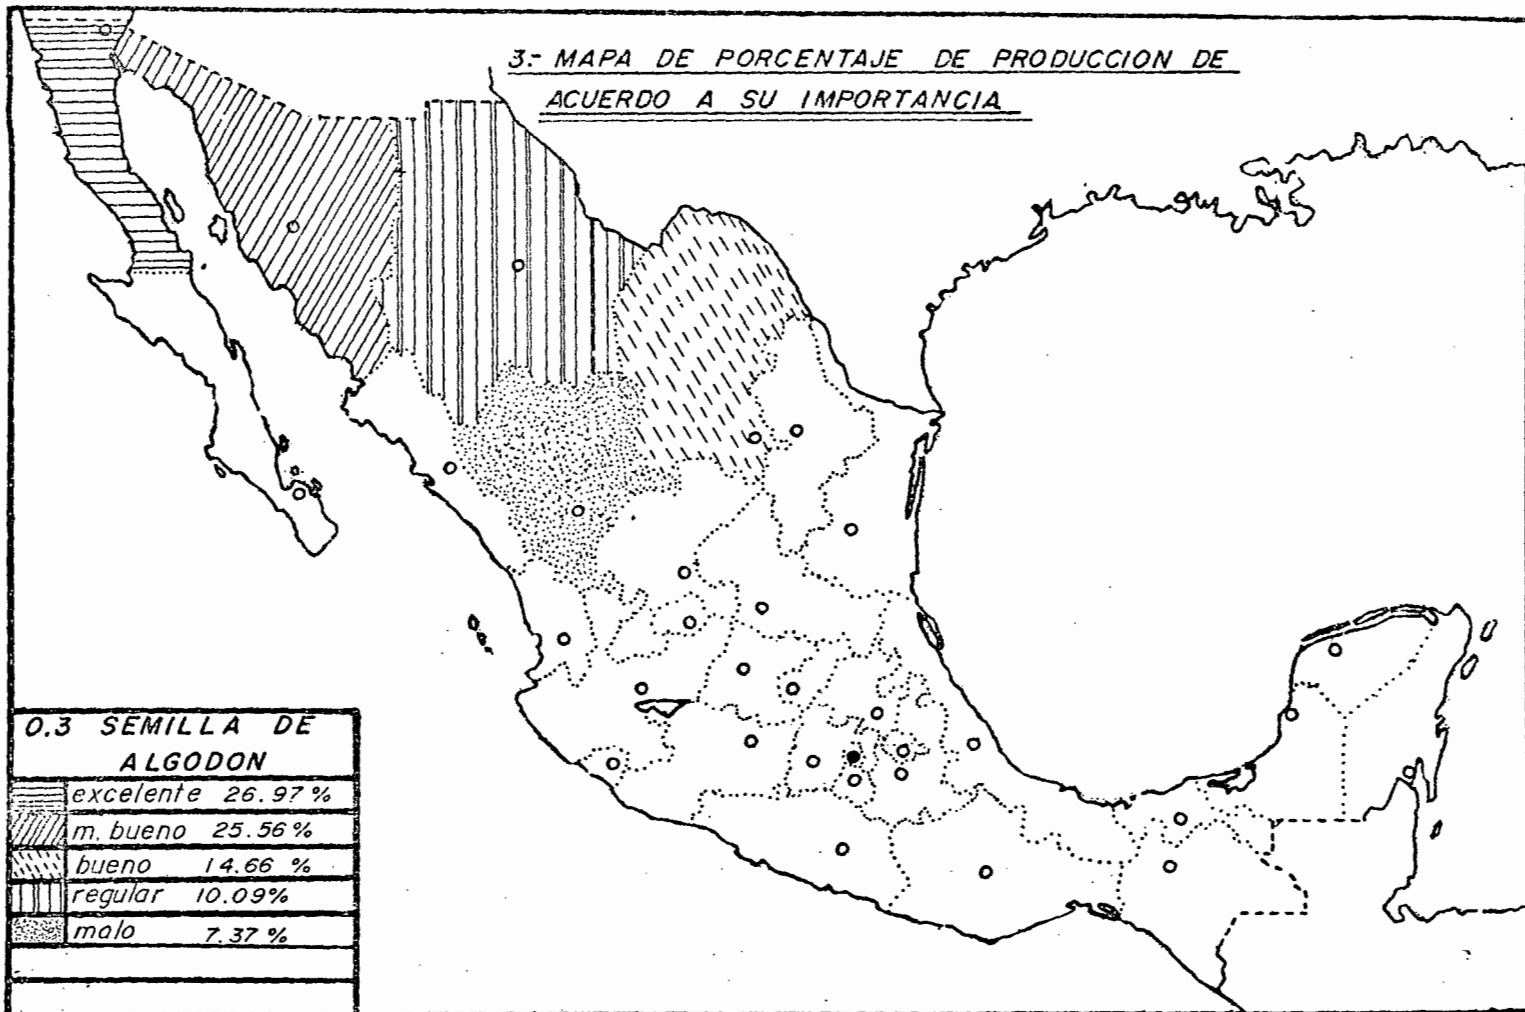 3.- MAPA DE PORCENTAJE DE PRODUCCION DE
ACUERDO A SU IMPORTANCIA
0.3 SEMILLA DE
ALGODON
excelente 26.97 %
m. bueno 25.56 %
bueno 14.66 %
regular 10.09%
malo 7.37 %